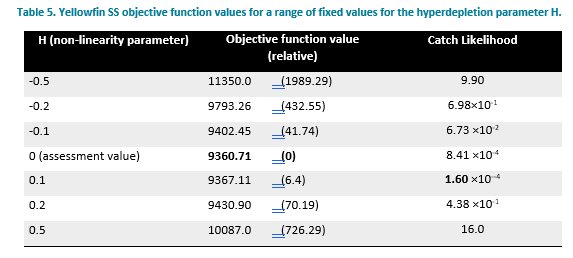 Table 5. Yellowfin SS objective function values for a range of fixed values for the hyperdepletion parameter H.
H (non-linearity parameter) Objective function value (relative) Catch Likelihood
-0.5 11350.0 (1989.29) 9.90
-0.2 9793.26 (432.55) 6.98×10⁻¹
-0.1 9402.45 (41.74) 6.73 ×10⁻²
0 (assessment value) 9360.71 (0) 8.41 ×10⁻⁴
0.1 9367.11 (6.4) 1.60 ×10⁻⁴
0.2 9430.90 (70.19) 4.38 ×10⁻¹
0.5 10087.0 (726.29) 16.0